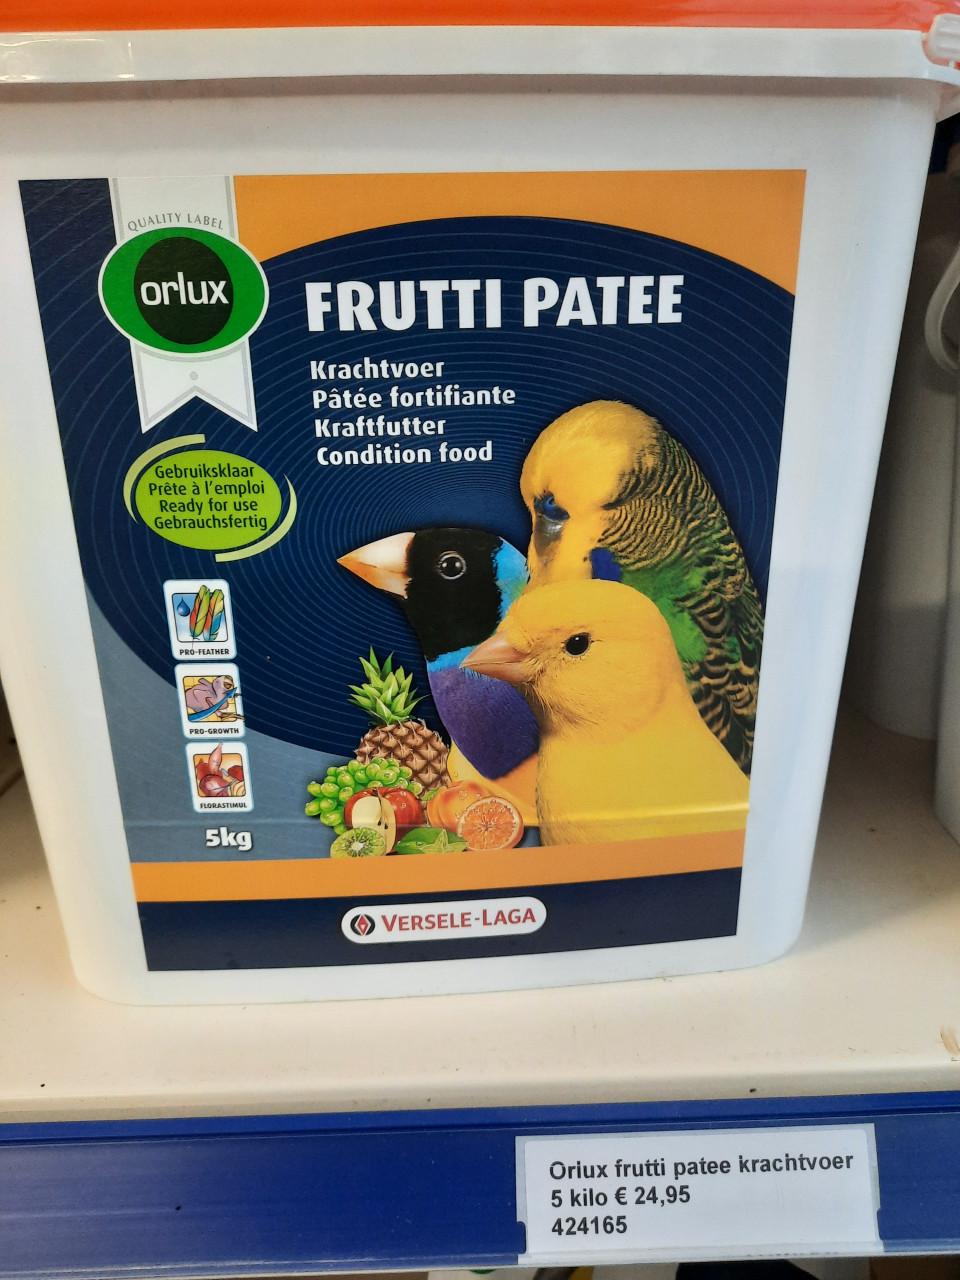 QUALITY LABEL
orlux
FRUTTI PATEE
Krachtvoer
Pâtée fortifiante
Kraftfutter
Condition food
Gebruiksklaar
Prête à l'emploi
Ready for use
Gebrauchsfertig
PRO-FEATHER
PRO-GROWTH
FLORASTIMUL
5kg
VERSELE-LAGA
Orlux frutti patee krachtvoer
5 kilo € 24,95
424165